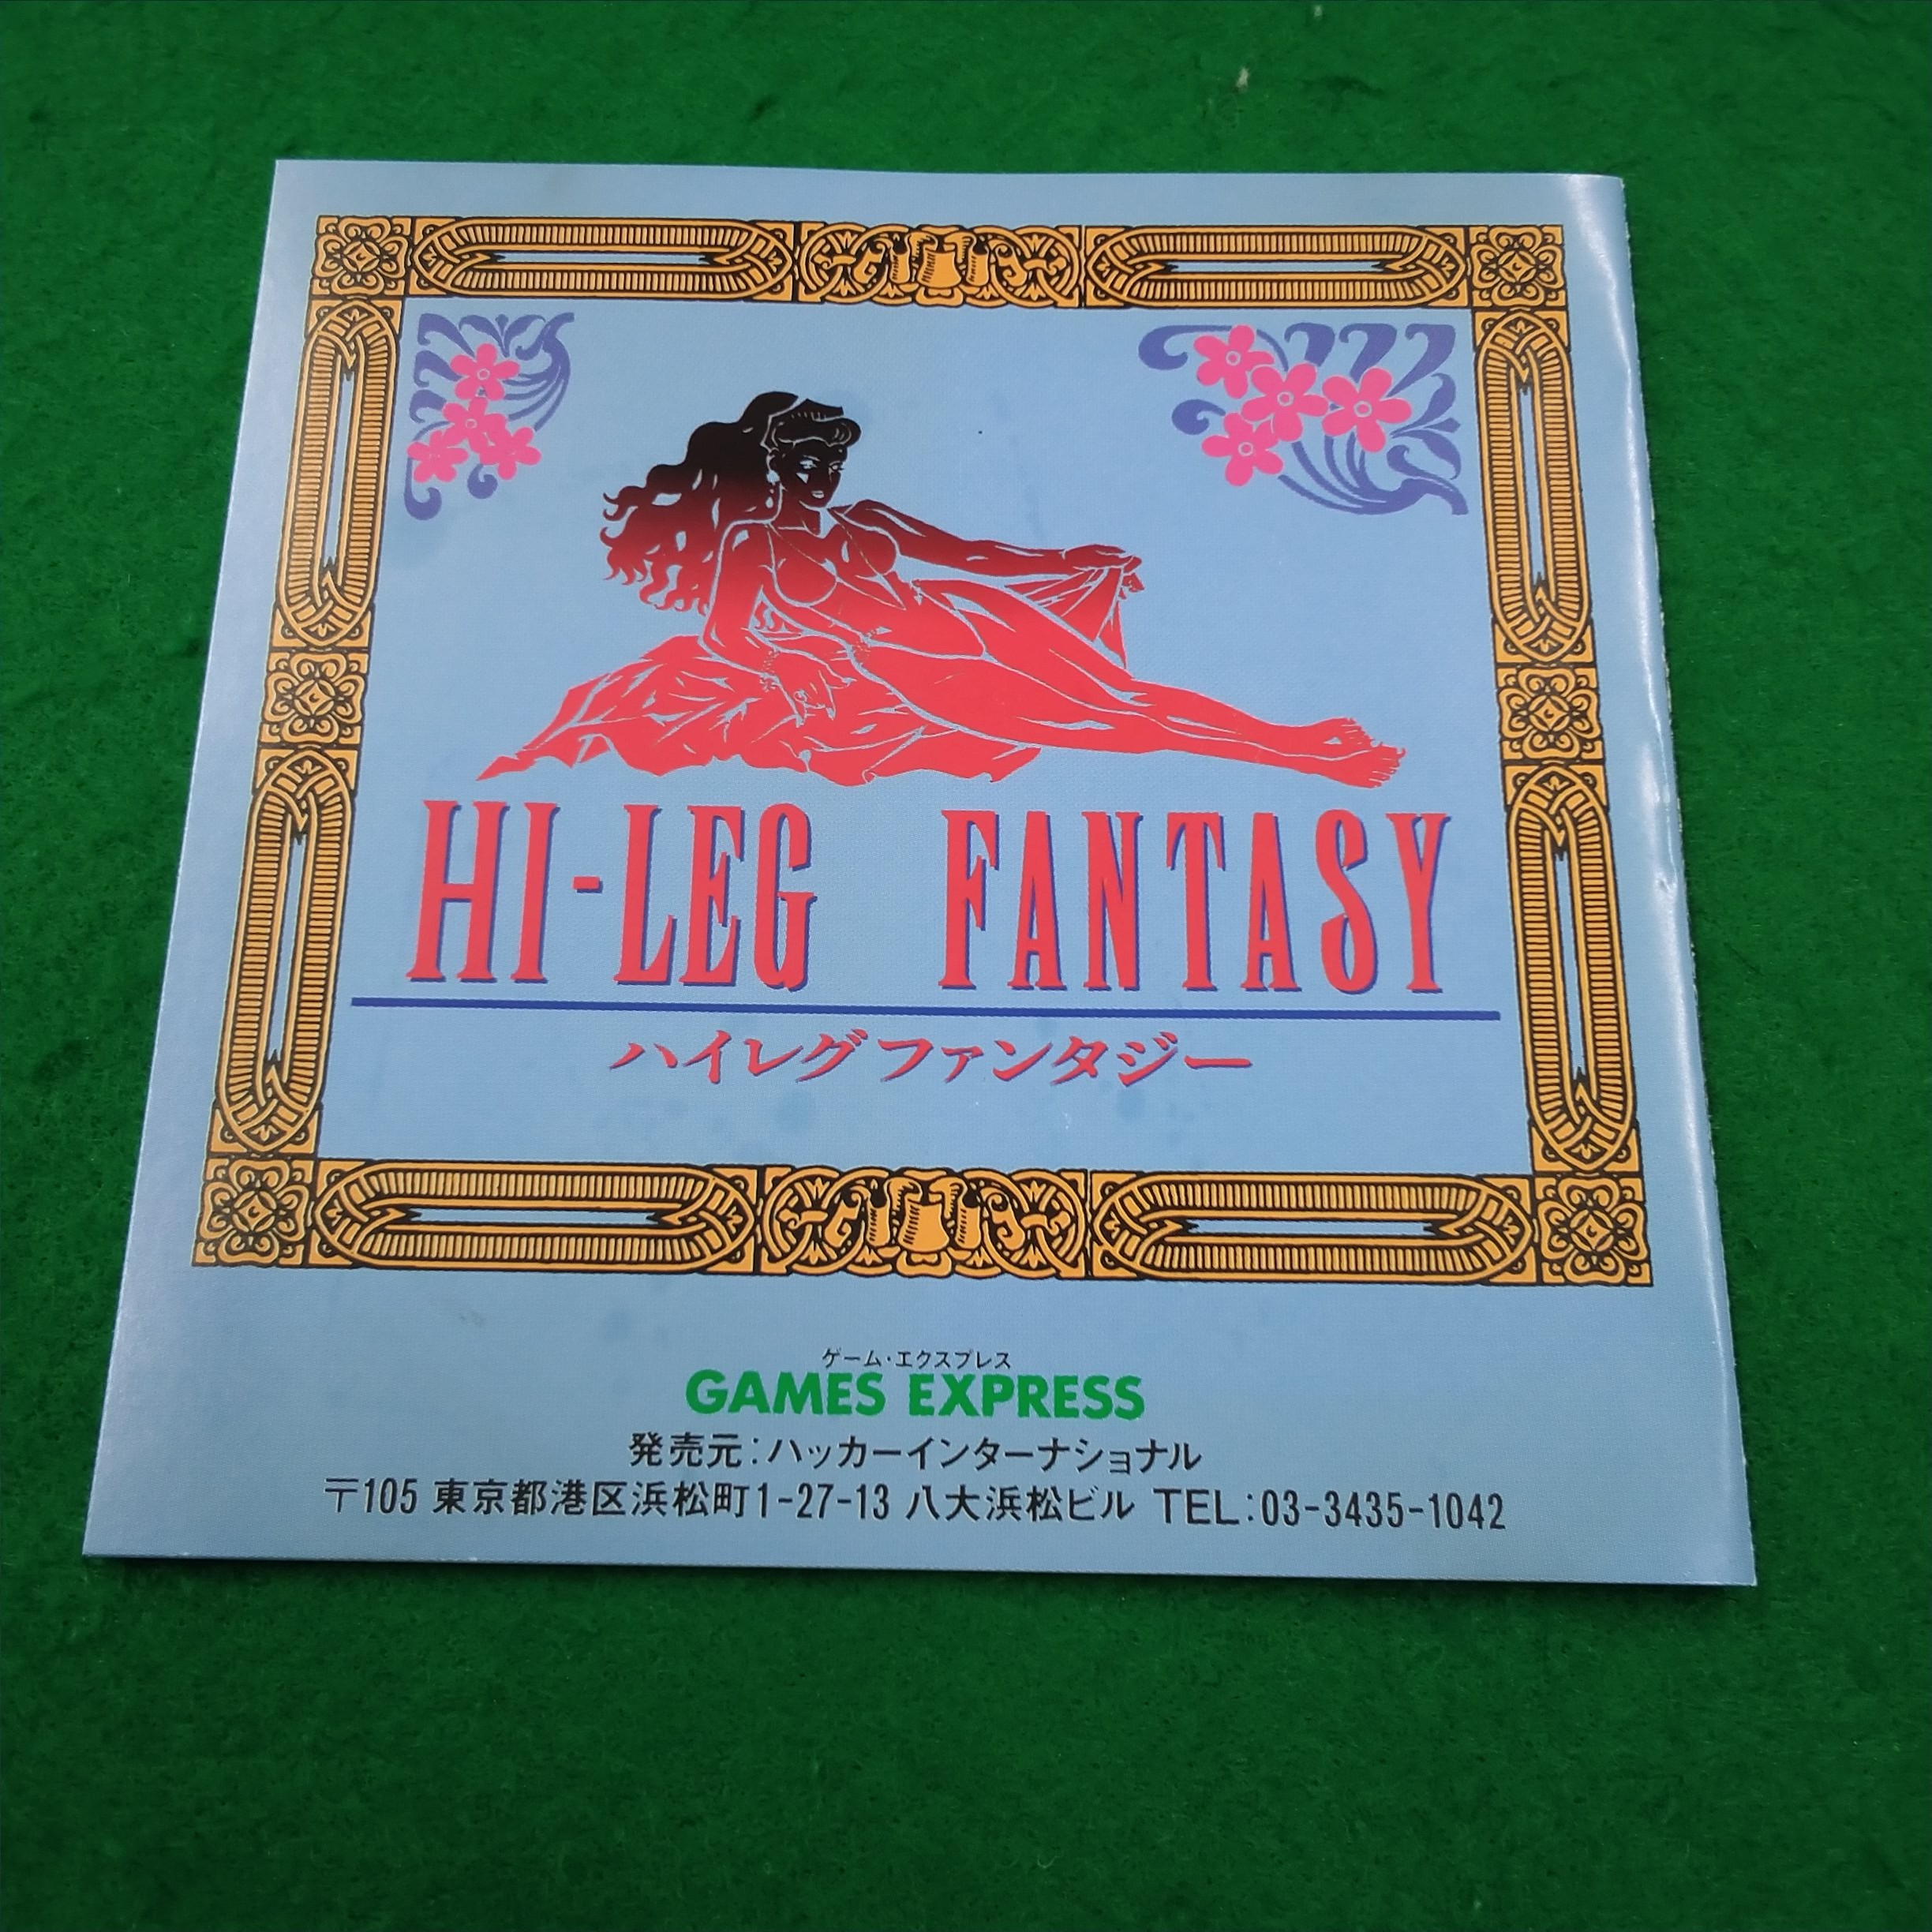 HI-LEG FANTASY
ハイレグファンタジー
ゲーム・エクスプレス
GAMES EXPRESS
発売元:ハッカーインターナショナル
〒105 東京都港区浜松町1-27-13 八大浜松ビル TEL:03-3435-1042